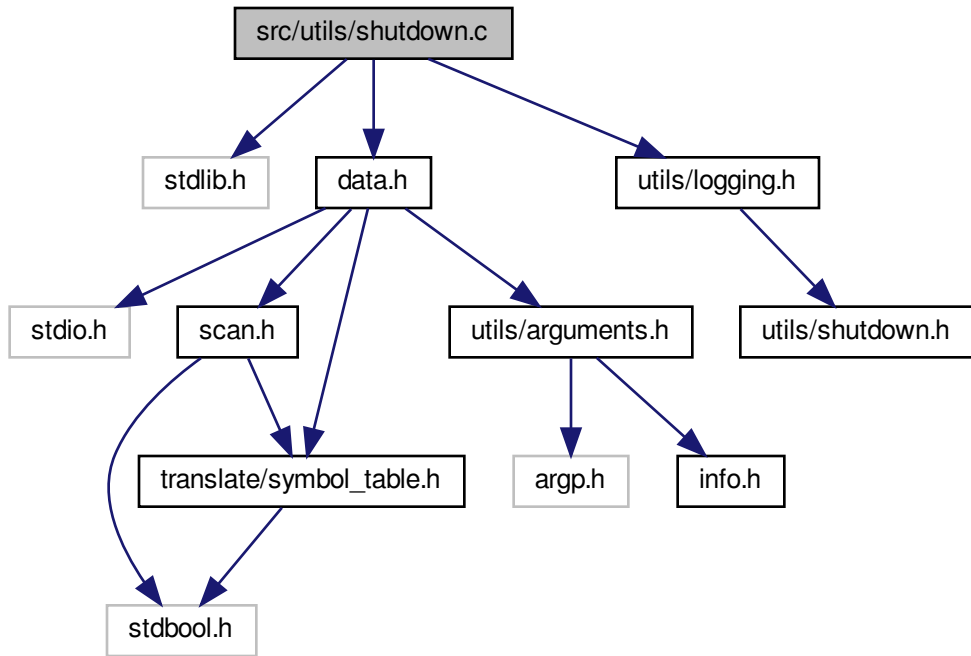 src/utils/shutdown.c
stdlib.h
data.h
utils/logging.h
stdio.h
scan.h
utils/arguments.h
utils/shutdown.h
translate/symbol_table.h
argp.h
info.h
stdbool.h